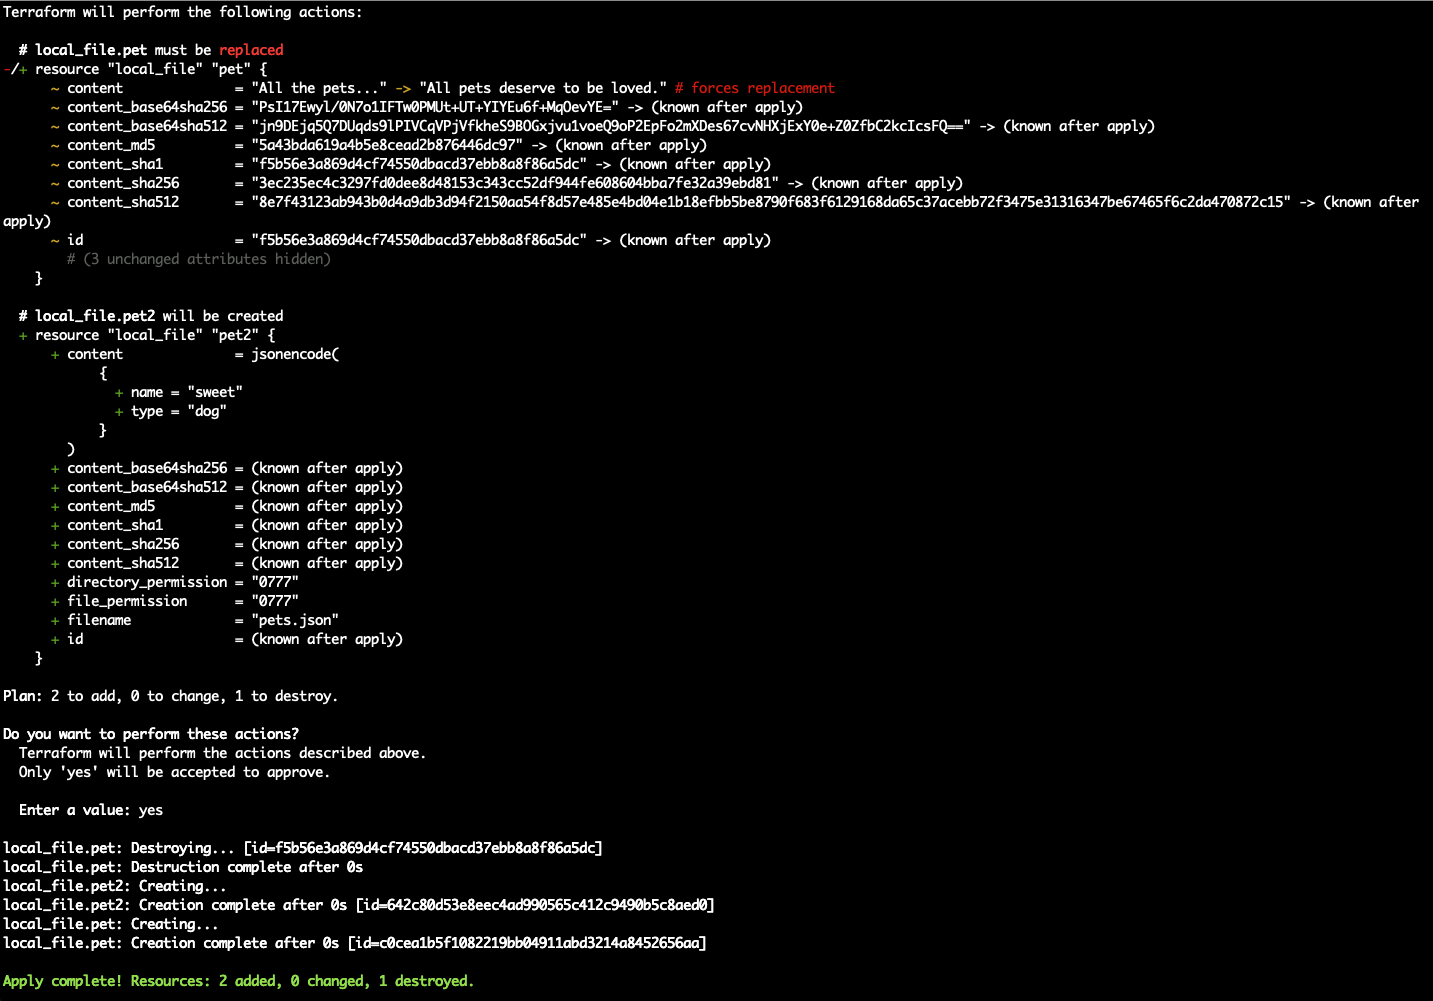 Terraform will perform the following actions:
# local_file.pet must be replaced
-/+ resource "local_file" "pet" {
~ content = "All the pets..." -> "All pets deserve to be loved." # forces replacement
~ content_base64sha256 = "PsI17Ewyl/0N7o1IFTw0PMUt+UT+YIYEu6f+MqOevYE=" -> (known after apply)
~ content_base64sha512 = "jn9DEjq5Q7DUqds9lPIVCqVPjVfkheS9BOGxjvu1voeQ9oP2EpFo2mXDes67cvNHXjExY0e+Z0ZfbC2kcIcsFQ==" -> (known after apply)
~ content_md5 = "5a43bda619a4b5e8cead2b876446dc97" -> (known after apply)
~ content_sha1 = "f5b56e3a869d4cf74550dbacd37ebb8a8f86a5dc" -> (known after apply)
~ content_sha256 = "3ec235ec4c3297fd0dee8d48153c343cc52df944fe608604bba7fe32a39ebd81" -> (known after apply)
~ content_sha512 = "8e7f43123ab943b0d4a9db3d94f2150aa54f8d57e485e4bd04e1b18efbb5be8790f683f6129168da65c37acebb72f3475e31316347be67465f6c2da470872c15" -> (known after
apply)
~ id = "f5b56e3a869d4cf74550dbacd37ebb8a8f86a5dc" -> (known after apply)
# (3 unchanged attributes hidden)
}
# local_file.pet2 will be created
+ resource "local_file" "pet2" {
+ content = jsonencode(
{
+ name = "sweet"
+ type = "dog"
}
)
+ content_base64sha256 = (known after apply)
+ content_base64sha512 = (known after apply)
+ content_md5 = (known after apply)
+ content_sha1 = (known after apply)
+ content_sha256 = (known after apply)
+ content_sha512 = (known after apply)
+ directory_permission = "0777"
+ file_permission = "0777"
+ filename = "pets.json"
+ id = (known after apply)
}
Plan: 2 to add, 0 to change, 1 to destroy.
Do you want to perform these actions?
Terraform will perform the actions described above.
Only 'yes' will be accepted to approve.
Enter a value: yes
local_file.pet: Destroying... [id=f5b56e3a869d4cf74550dbacd37ebb8a8f86a5dc]
local_file.pet: Destruction complete after 0s
local_file.pet2: Creating...
local_file.pet2: Creation complete after 0s [id=642c80d53e8eec4ad990565c412c9490b5c8aed0]
local_file.pet: Creating...
local_file.pet: Creation complete after 0s [id=c0cea1b5f1082219bb04911abd3214a8452656aa]
Apply complete! Resources: 2 added, 0 changed, 1 destroyed.